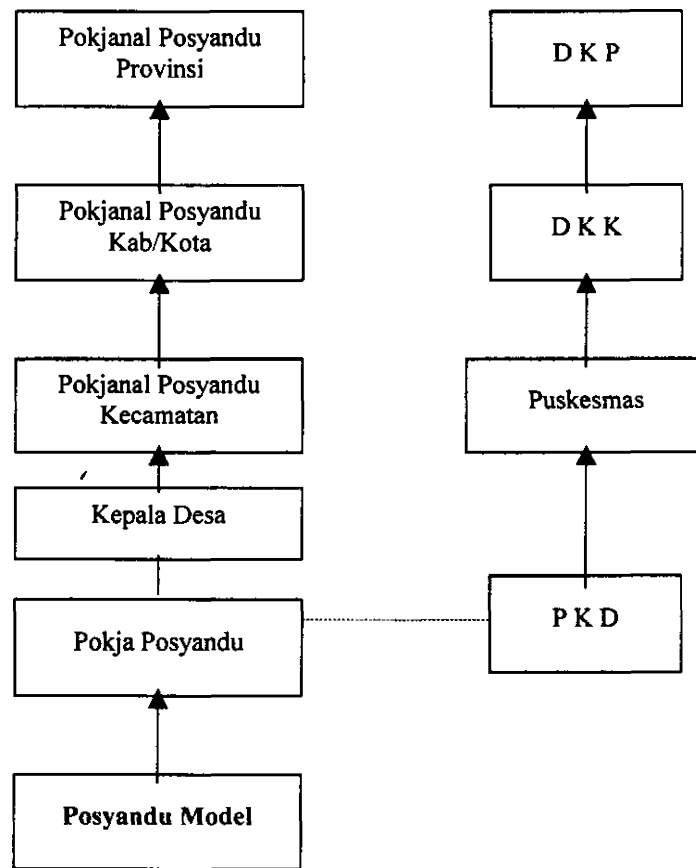 Pokjanal Posyandu
Provinsi
D K P
Pokjanal Posyandu
Kab/Kota
D K K
Pokjanal Posyandu
Kecamatan
Puskesmas
Kepala Desa
Pokja Posyandu
P K D
Posyandu Model